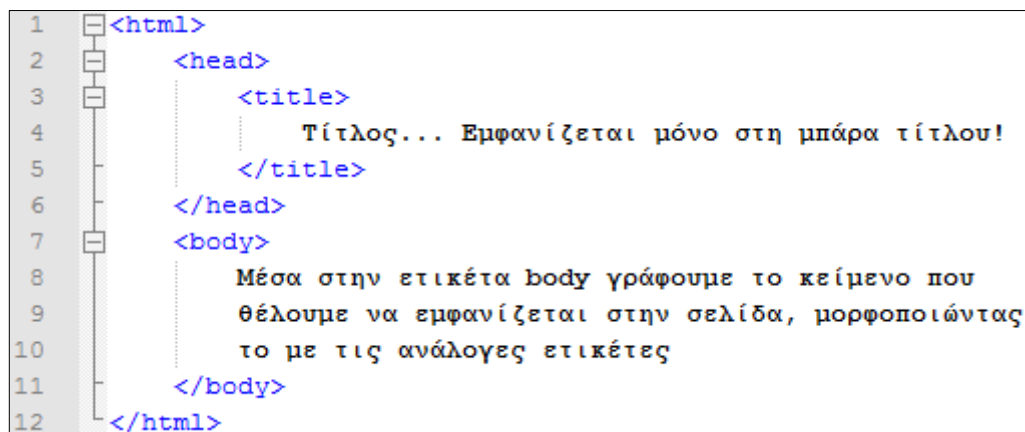 1 <html>
2 <head>
3 <title>
4 Τίτλος... Εμφανίζεται μόνο στη μπάρα τίτλου!
5 </title>
6 </head>
7 <body>
8 Μέσα στην ετικέτα body γράφουμε το κείμενο που
9 θέλουμε να εμφανίζεται στην σελίδα, μορφοποιώντας
10 το με τις ανάλογες ετικέτες
11 </body>
12 </html>